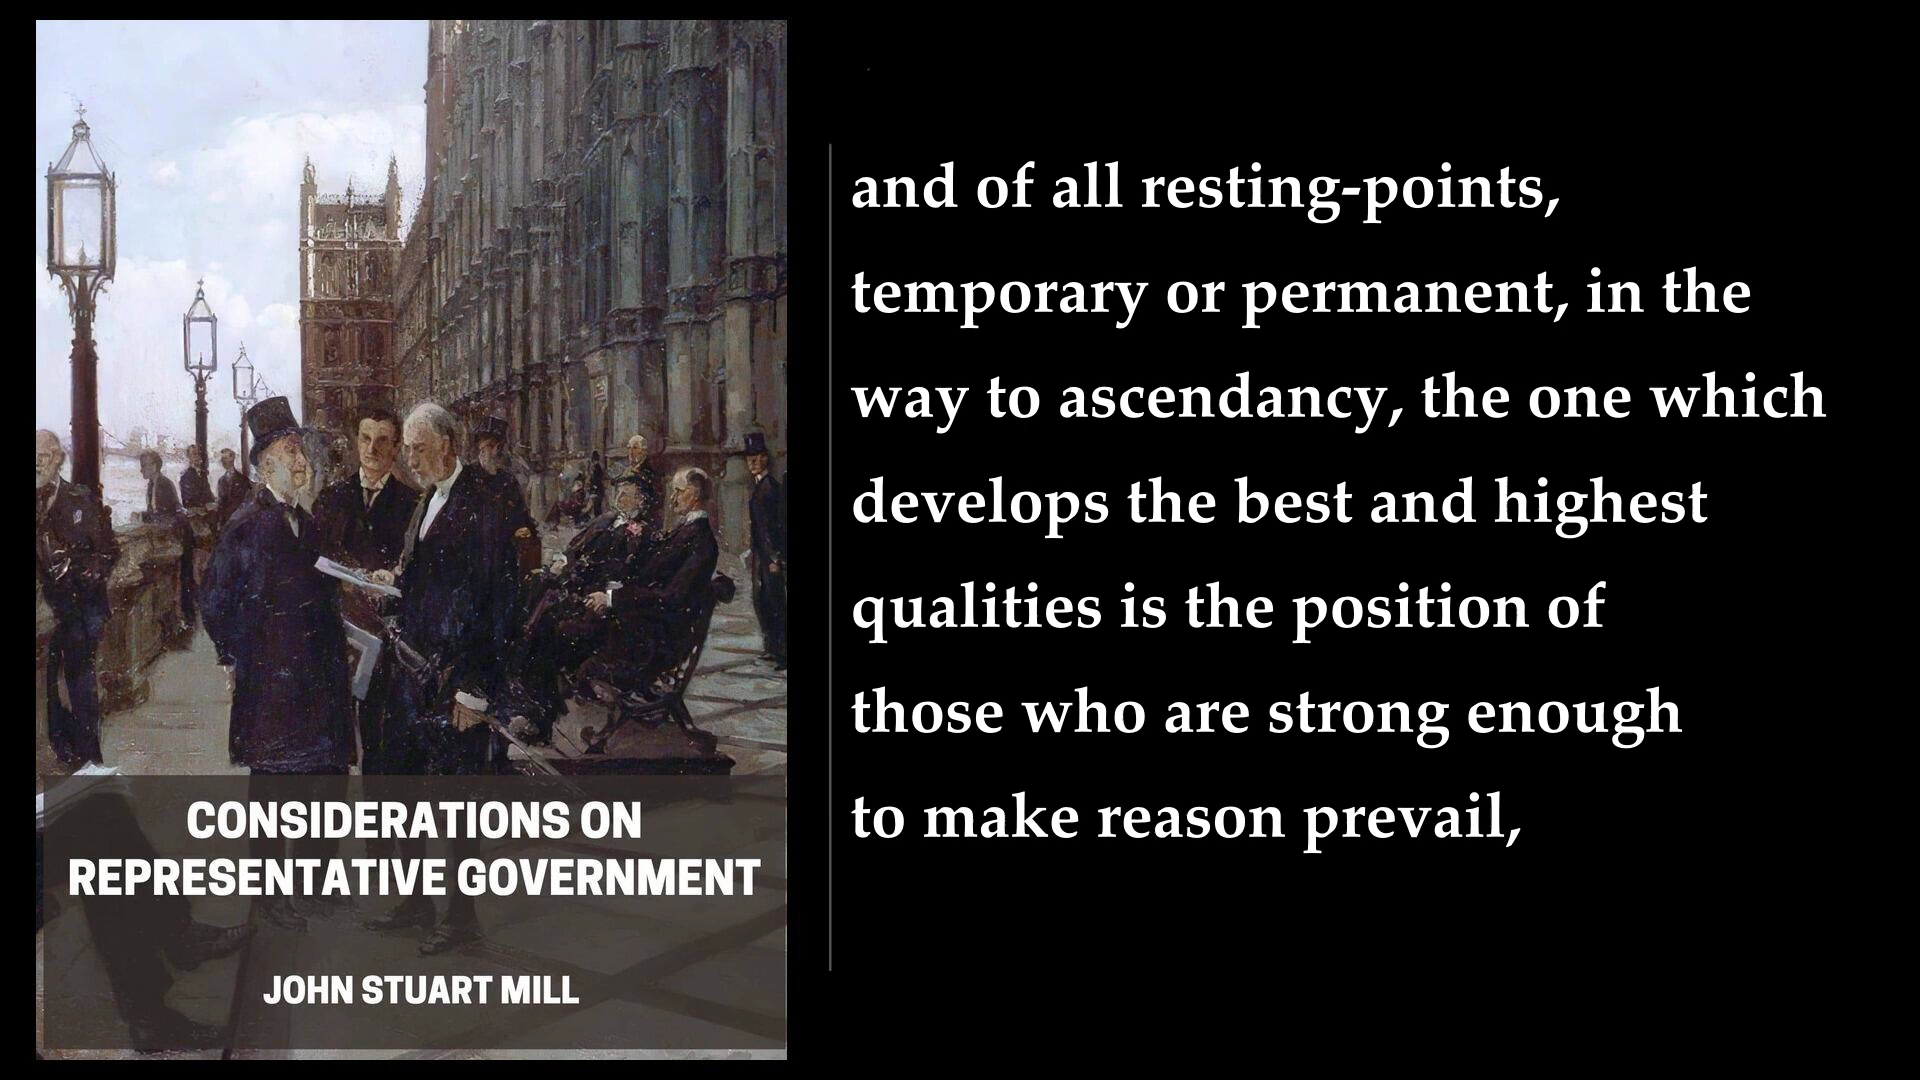 CONSIDERATIONS ON
REPRESENTATIVE GOVERNMENT
JOHN STUART MILL
and of all resting-points,
temporary or permanent, in the
way to ascendancy, the one which
develops the best and highest
qualities is the position of
those who are strong enough
to make reason prevail,